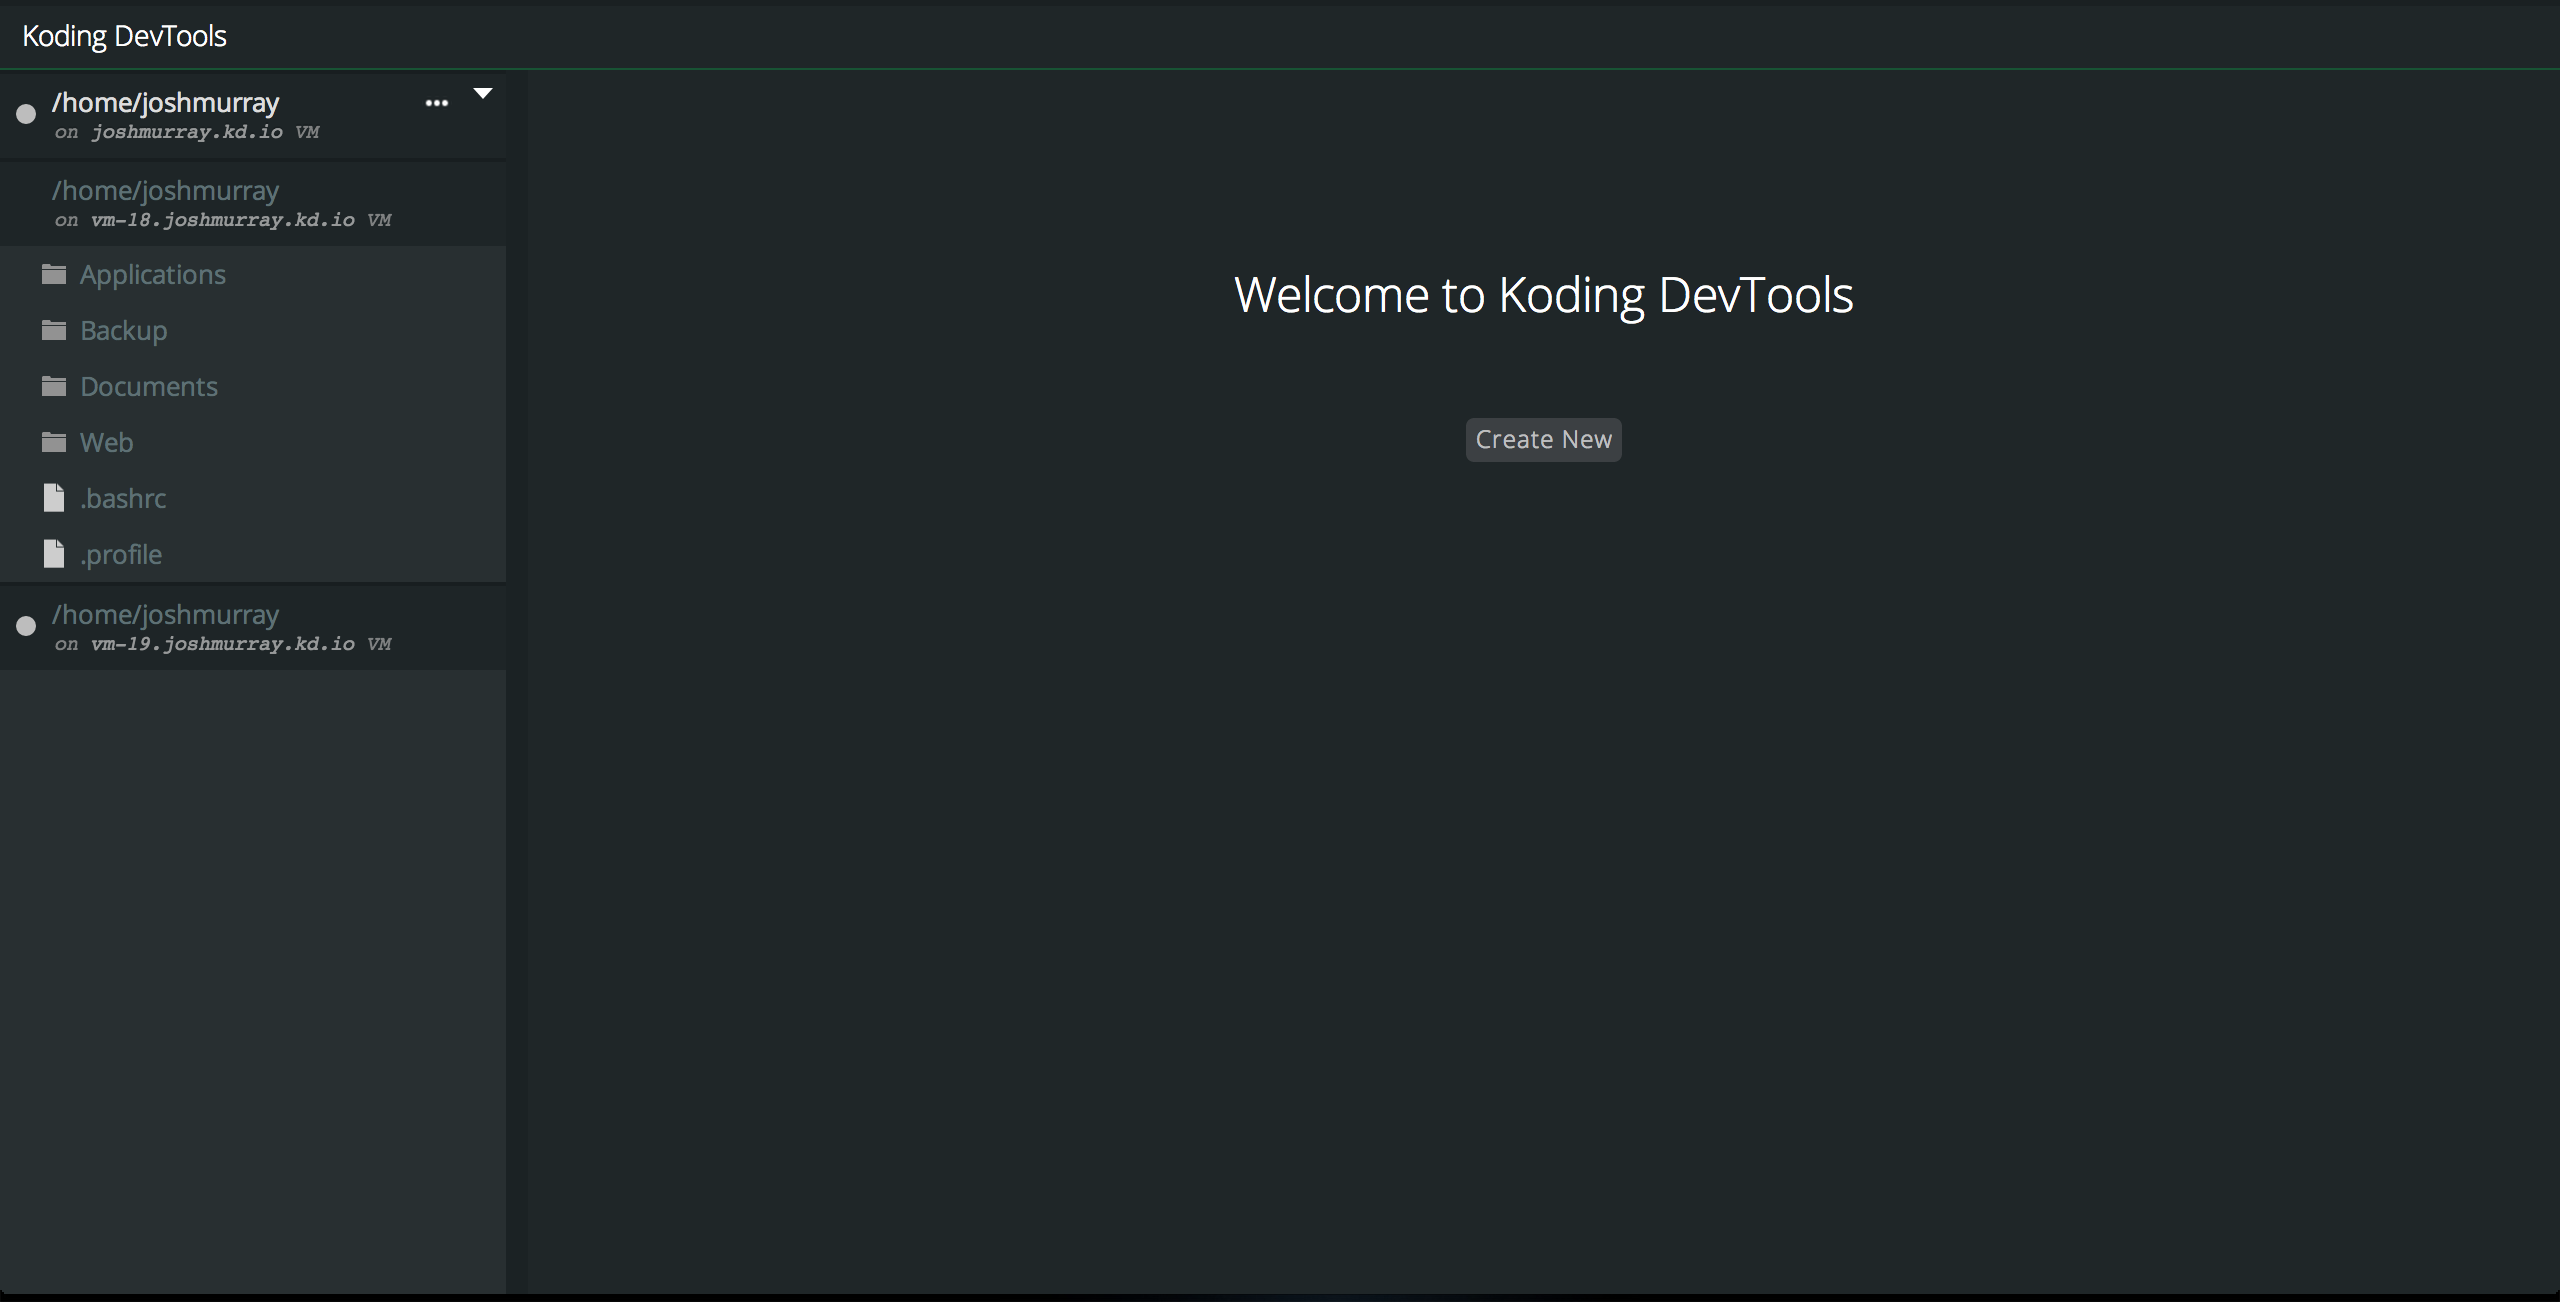 Koding DevTools
/home/joshmurray
on joshmurray.kd.io VM
/home/joshmurray
on vm-18.joshmurray.kd.io VM
Applications
Backup
Documents
Web
.bashrc
.profile
/home/joshmurray
on vm-19.joshmurray.kd.io VM
Welcome to Koding DevTools
Create New